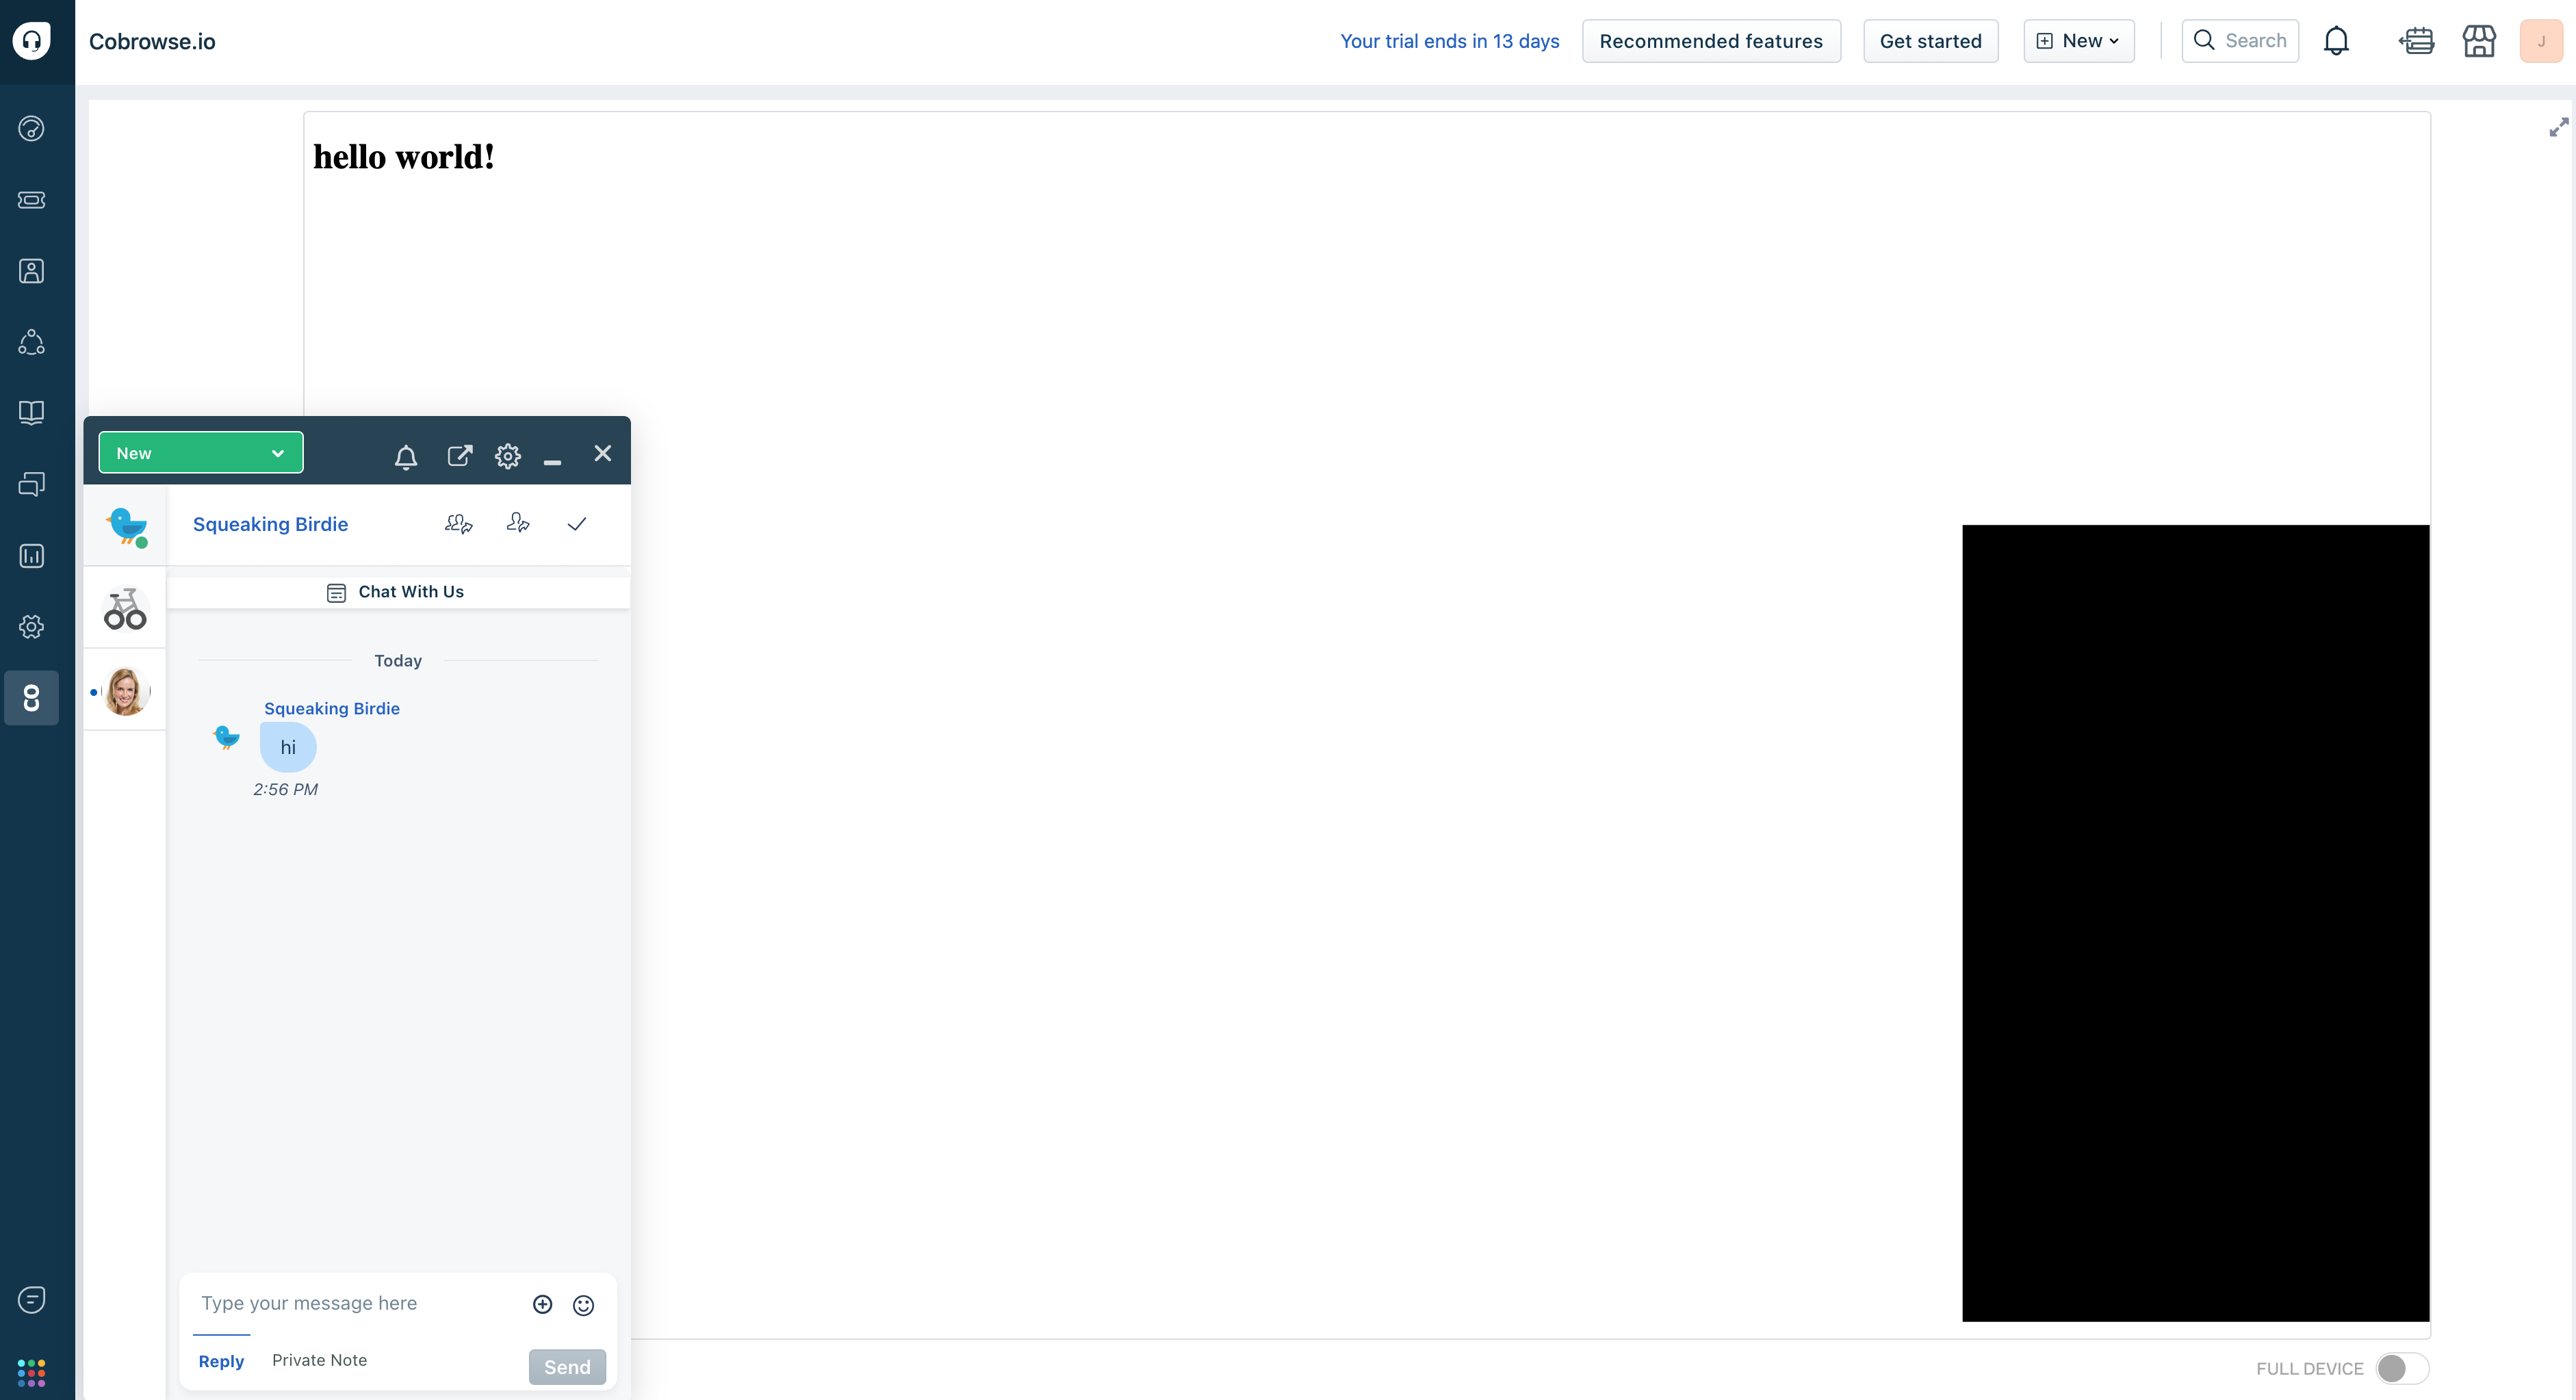 Cobrowse.io
Your trial ends in 13 days
Recommended features
Get started
New
Search
J
hello world!
New
Squeaking Birdie
Chat With Us
Today
Squeaking Birdie
hi
2:56 PM
Type your message here
Reply
Private Note
Send
FULL DEVICE